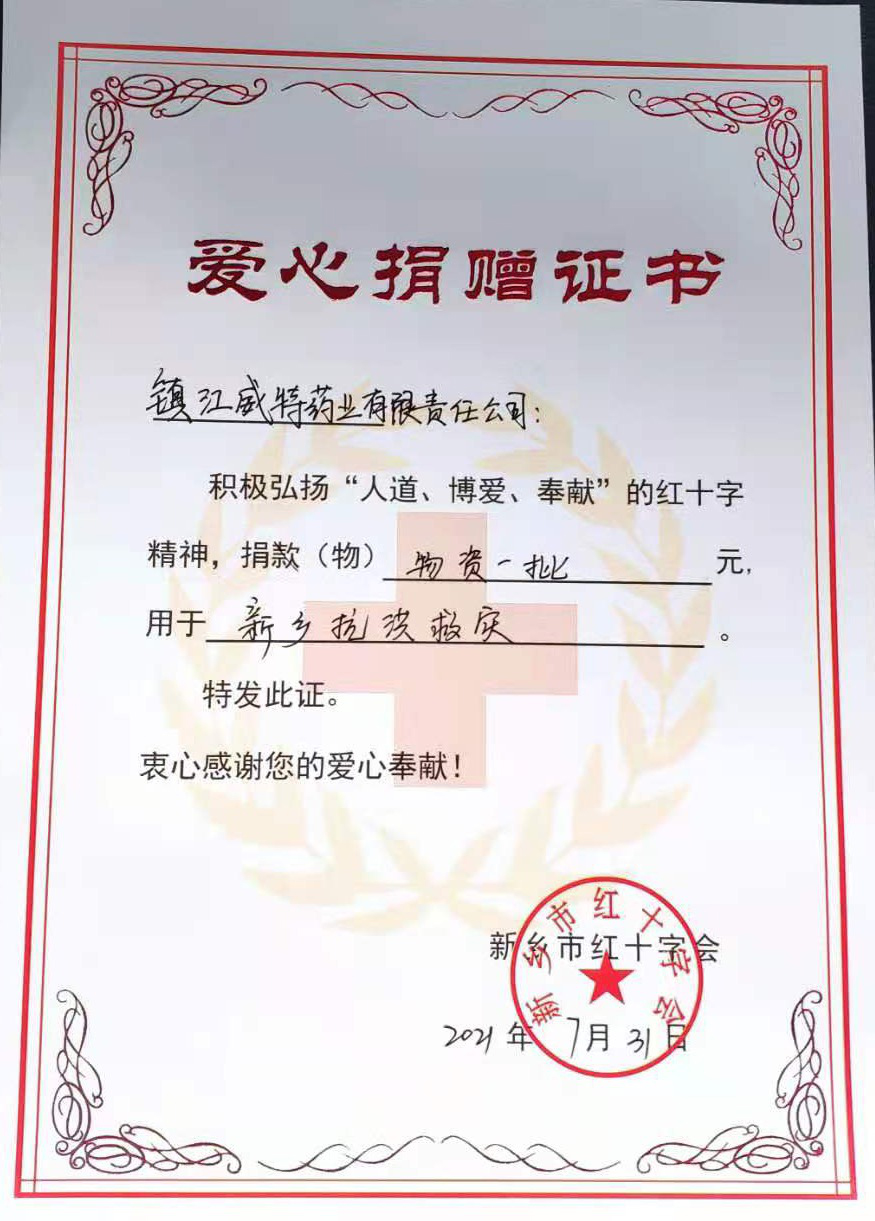 爱心捐赠证书
镇江威特药业有限责任公司：
积极弘扬“人道、博爱、奉献”的红十字
精神，捐款（物）物资一批元，
用于新乡抗洪救灾。
特发此证。
衷心感谢您的爱心奉献！
新乡市红十字会
新乡市红十字会
2021年7月31日